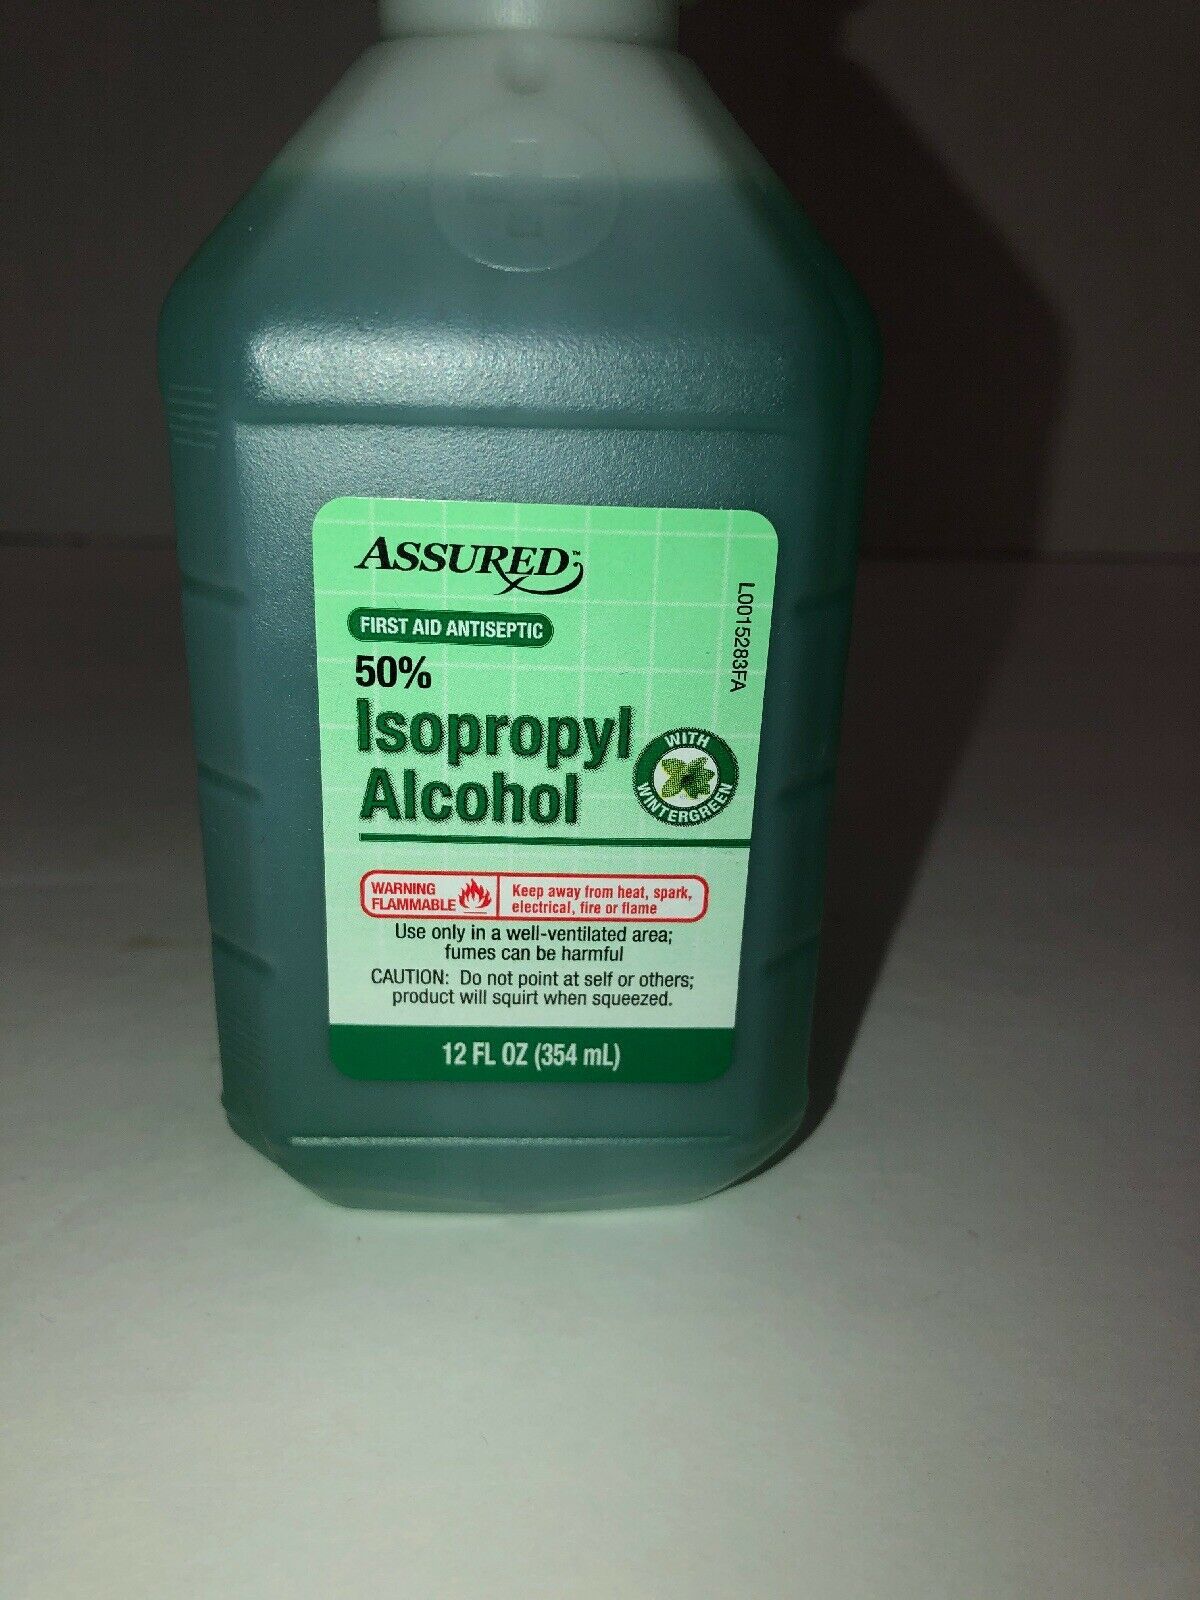 ASSURED™
FIRST AID ANTISEPTIC
50%
Isopropyl
Alcohol
WITH
WINTERGREEN
L0015283FA
WARNING
FLAMMABLE
Keep away from heat, spark,
electrical, fire or flame
Use only in a well-ventilated area;
fumes can be harmful
CAUTION: Do not point at self or others;
product will squirt when squeezed.
12 FL OZ (354 mL)